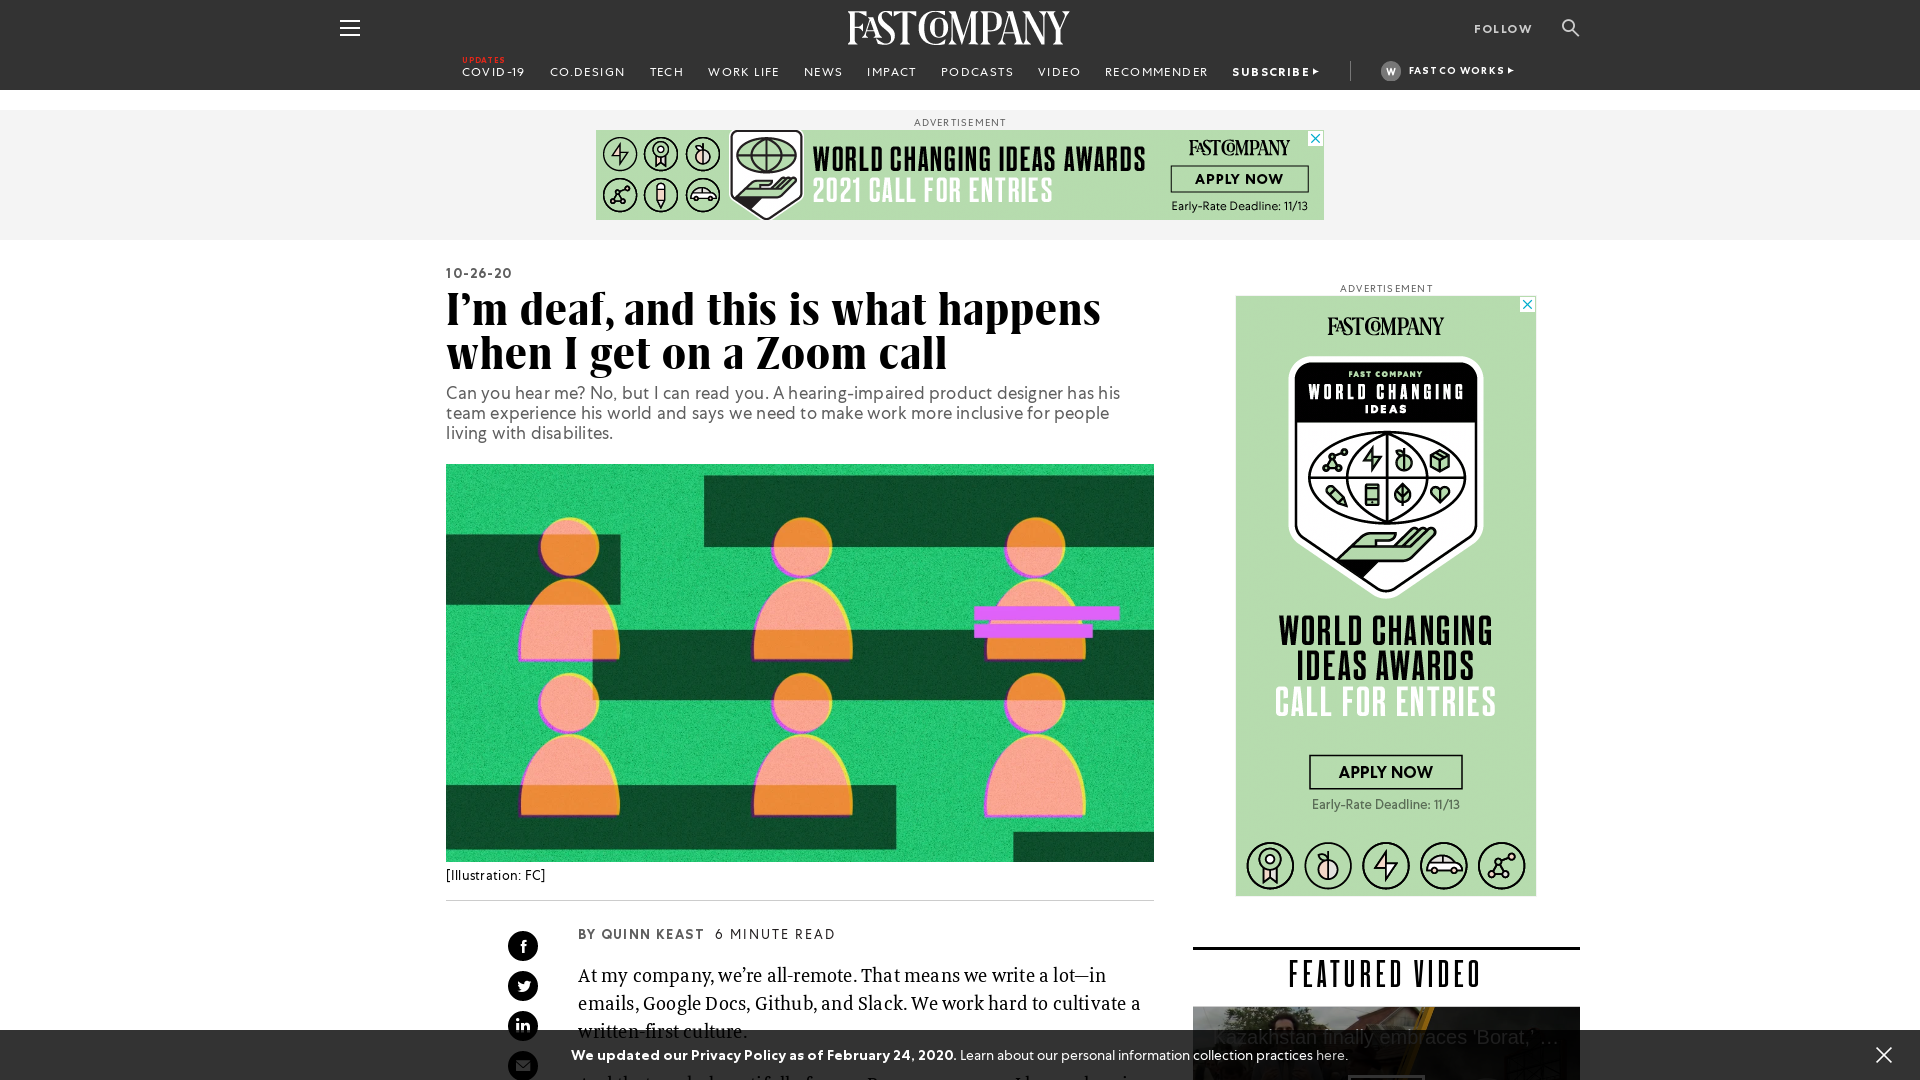 FAST COMPANY
FOLLOW
UPDATES
COVID-19
CO.DESIGN
TECH
WORK LIFE
NEWS
IMPACT
PODCASTS
VIDEO
RECOMMENDER
SUBSCRIBE
W
FASTCO WORKS
ADVERTISEMENT
WORLD CHANGING IDEAS AWARDS
2021 CALL FOR ENTRIES
FAST COMPANY
APPLY NOW
Early-Rate Deadline: 11/13
10-26-20
I’m deaf, and this is what happens
when I get on a Zoom call
Can you hear me? No, but I can read you. A hearing-impaired product designer has his
team experience his world and says we need to make work more inclusive for people
living with disabilites.
[Illustration: FC]
BY QUINN KEAST 6 MINUTE READ
At my company, we’re all-remote. That means we write a lot—in
emails, Google Docs, Github, and Slack. We work hard to cultivate a
written-first culture.
ADVERTISEMENT
FAST COMPANY
FAST COMPANY
WORLD CHANGING
IDEAS
WORLD CHANGING
IDEAS AWARDS
CALL FOR ENTRIES
APPLY NOW
Early-Rate Deadline: 11/13
FEATURED VIDEO
Kazakhstan finally embraces 'Borat,' ...
We updated our Privacy Policy as of February 24, 2020. Learn about our personal information collection practices here.